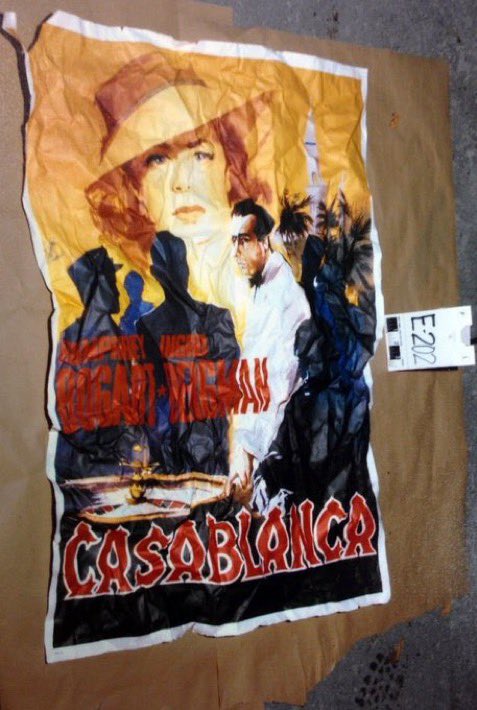 HUMPHREY INGRID
BOGART · BERGMAN
CASABLANCA
E-202